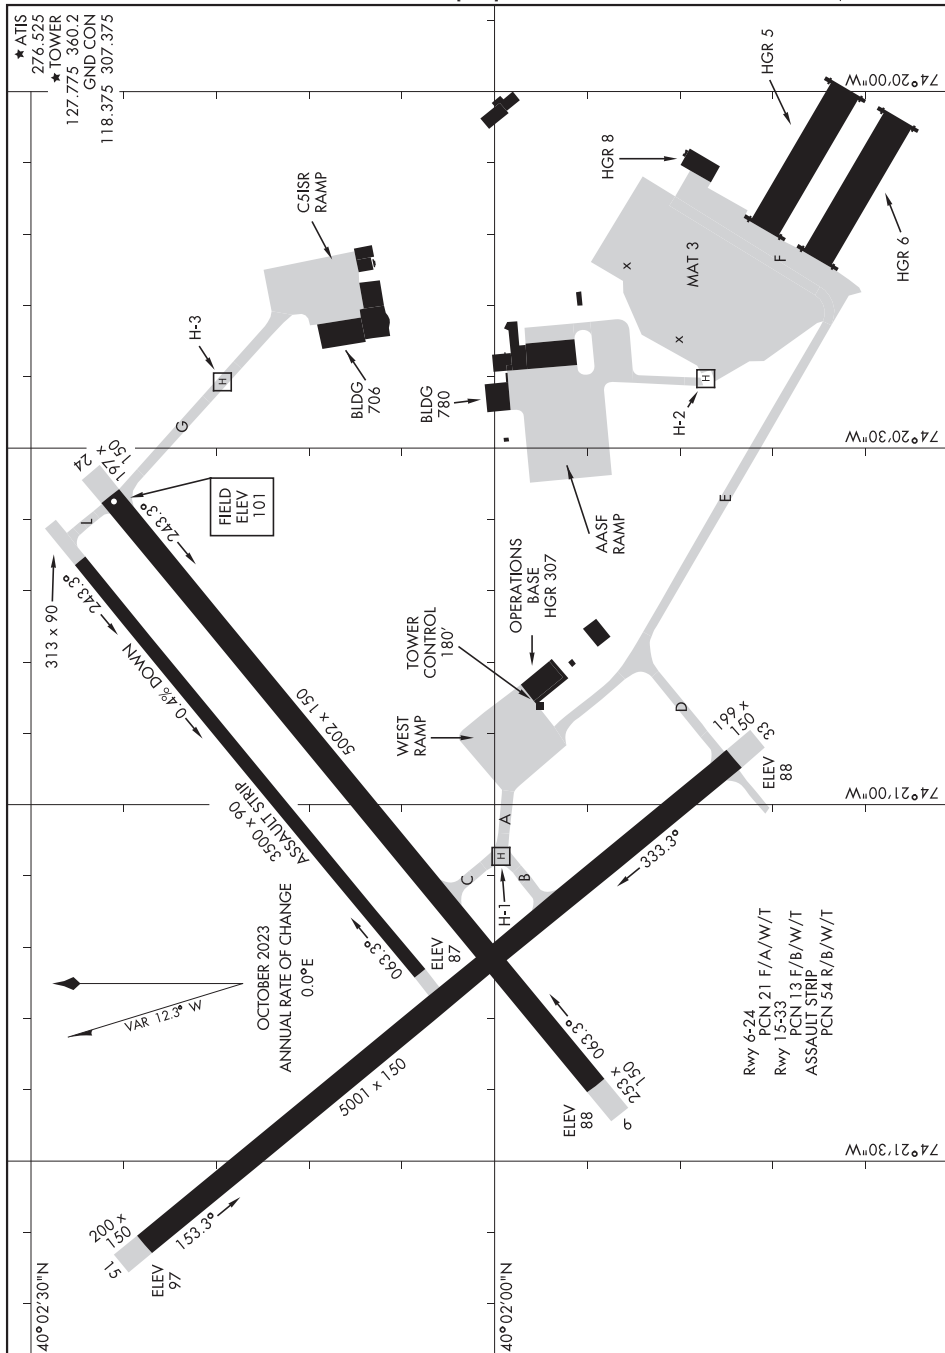 ★ ATIS
276.525
★ TOWER
127.775 360.2
GND CON
118.375 307.375
HGR 5
74°20'00"W
HGR 8
HGR 6
MAT 3
F
x
x
C5ISR
RAMP
H-3
H
BLDG
706
BLDG
780
H-2
H
G
24
197 x
150
74°20'30"W
FIELD
ELEV
101
243.3°
L
313 x 90
243.3°
0.4% DOWN
AASF
RAMP
E
OPERATIONS
BASE
HGR 307
TOWER
CONTROL
180'
WEST
RAMP
5002 x 150
ASSAULT STRIP
3500 x 90
D
199 x
150
33
ELEV
88
74°21'00"W
A
H
C
B
H-1
333.3°
063.3°
ELEV
87
OCTOBER 2023
ANNUAL RATE OF CHANGE
0.0°E
VAR 12.3° W
5001 x 150
063.3°
253 x
150
6
ELEV
88
Rwy 6-24
PCN 21 F/A/W/T
Rwy 15-33
PCN 13 F/B/W/T
ASSAULT STRIP
PCN 54 R/B/W/T
74°21'30"W
200 x
150
15
153.3°
ELEV
97
40°02'30"N
40°02'00"N